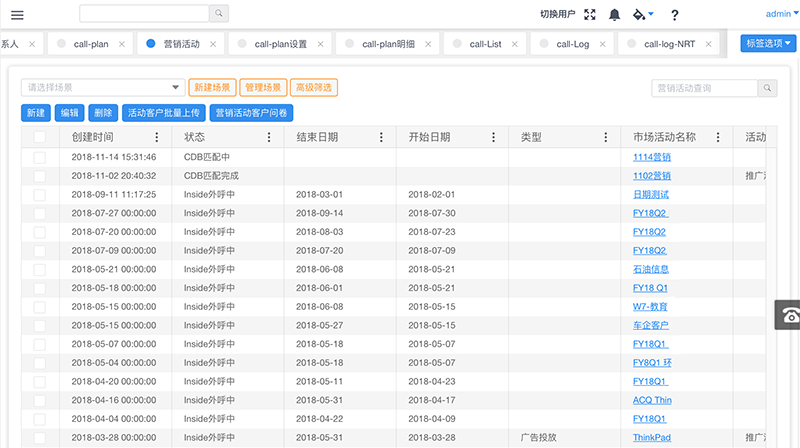 切换用户 ? admin
系人 × call-plan × 营销活动 × call-plan设置 × call-plan明细 × call-List × call-Log × call-log-NRT × 标签选项
请选择场景 新建场景 管理场景 高级筛选 营销活动查询
新建 编辑 删除 活动客户批量上传 营销活动客户问卷
创建时间 状态 结束日期 开始日期 类型 市场活动名称 活动
2018-11-14 15:31:46 CDB匹配中 1114营销
2018-11-02 20:40:32 CDB匹配完成 1102营销 推广
2018-09-11 11:17:25 Inside外呼中 2018-03-01 2018-02-01 日期测试
2018-07-27 00:00:00 Inside外呼中 2018-09-14 2018-07-30 FY18Q2
2018-07-20 00:00:00 Inside外呼中 2018-08-03 2018-07-23 FY18Q2
2018-07-09 00:00:00 Inside外呼中 2018-07-20 2018-07-09 FY18Q2
2018-05-21 00:00:00 Inside外呼中 2018-06-08 2018-05-21 石油信息
2018-05-18 00:00:00 Inside外呼中 2018-06-01 2018-05-21 FY18 Q1
2018-05-15 00:00:00 Inside外呼中 2018-06-08 2018-05-15 W7-教育
2018-05-15 00:00:00 Inside外呼中 2018-05-27 2018-05-15 车企客户
2018-05-07 00:00:00 Inside外呼中 2018-05-18 2018-05-07 FY18Q1
2018-05-04 00:00:00 Inside外呼中 2018-05-18 2018-05-07 FY8Q1 环
2018-04-20 00:00:00 Inside外呼中 2018-05-11 2018-04-23 FY18Q1
2018-04-16 00:00:00 Inside外呼中 2018-05-31 2018-04-17 ACQ Thin
2018-04-04 00:00:00 Inside外呼中 2018-04-22 2018-04-09 FY18Q1
2018-03-28 00:00:00 Inside外呼中 2018-05-31 2018-03-28 广告投放 ThinkPad 推广